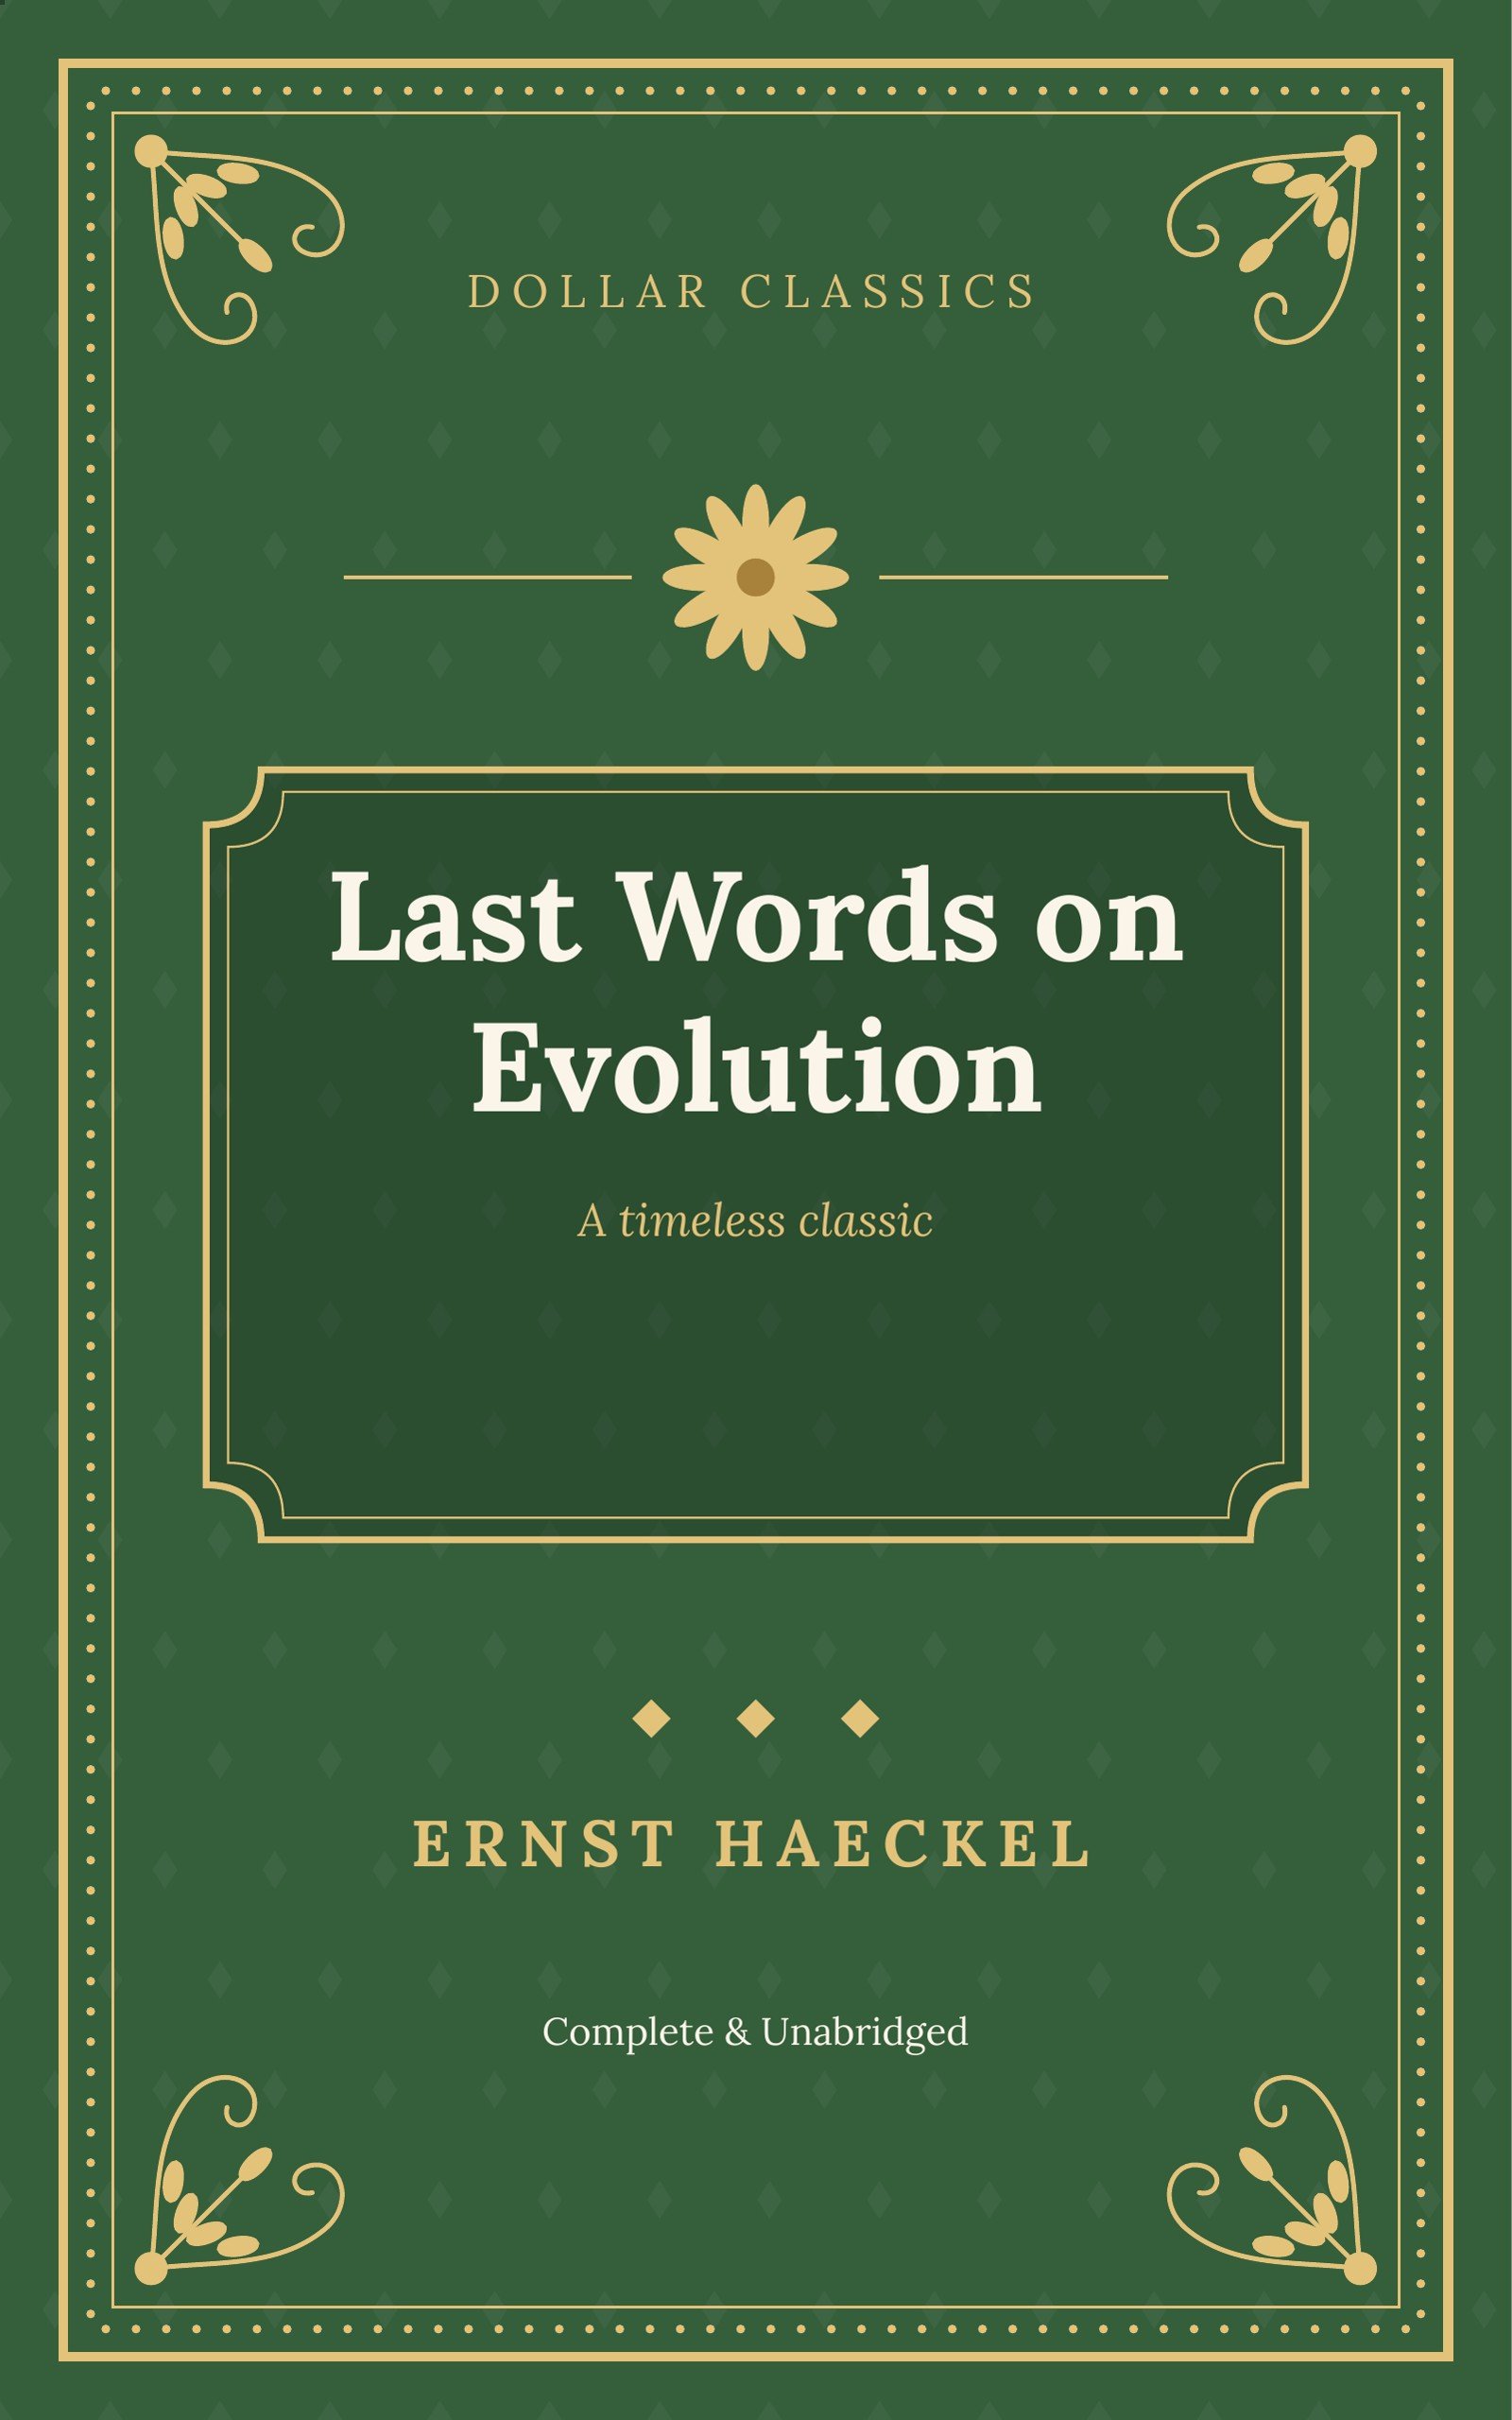 DOLLAR CLASSICS
Last Words on
Evolution
A timeless classic
ERNST HAECKEL
Complete & Unabridged